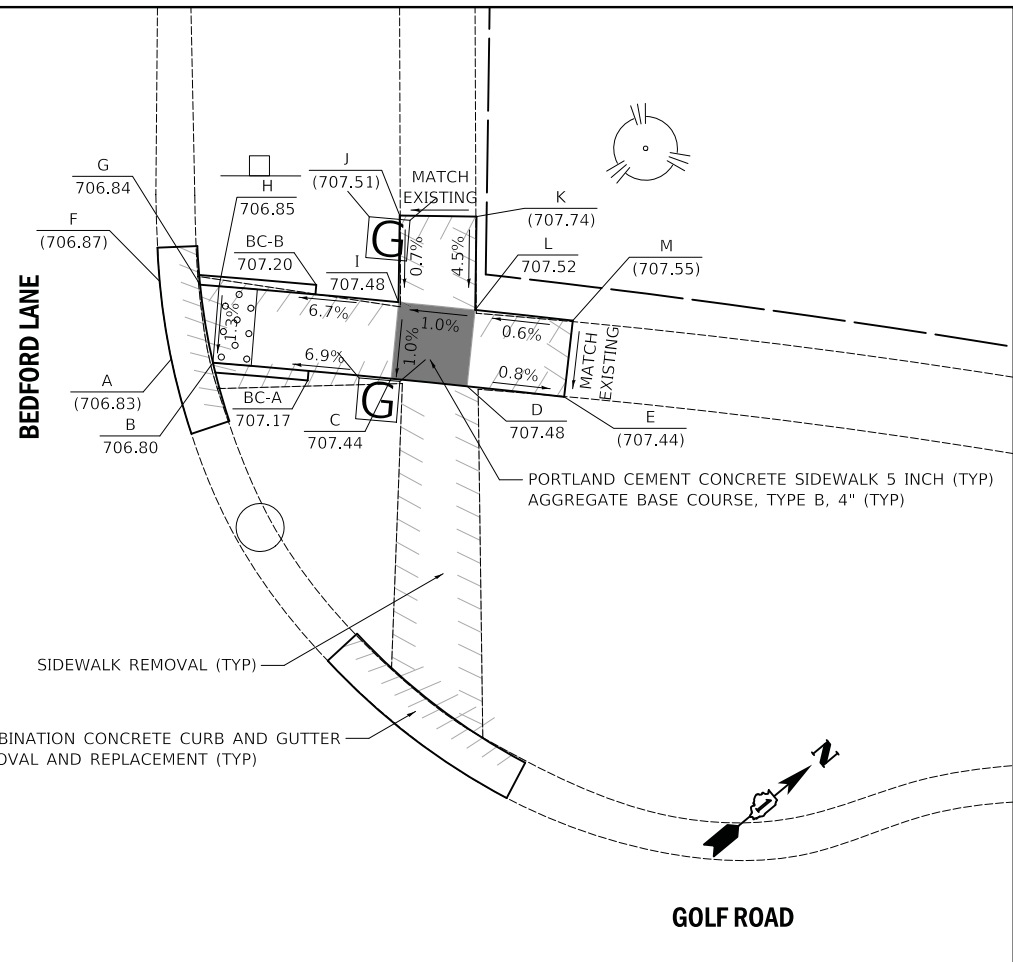 G
706.84
H
706.85
J
(707.51)
MATCH
EXISTING
K
(707.74)
F
(706.87)
BC-B
707.20
I
707.48
L
707.52
M
(707.55)
G
0.7%
4.5%
1.3%
6.7%
1.0%
0.6%
MATCH
EXISTING
BEDFORD LANE
6.9%
1.0%
0.8%
A
(706.83)
B
706.80
BC-A
707.17
G
C
707.44
D
707.48
E
(707.44)
PORTLAND CEMENT CONCRETE SIDEWALK 5 INCH (TYP)
AGGREGATE BASE COURSE, TYPE B, 4" (TYP)
SIDEWALK REMOVAL (TYP)
BINATION CONCRETE CURB AND GUTTER
OVAL AND REPLACEMENT (TYP)
N
1
GOLF ROAD